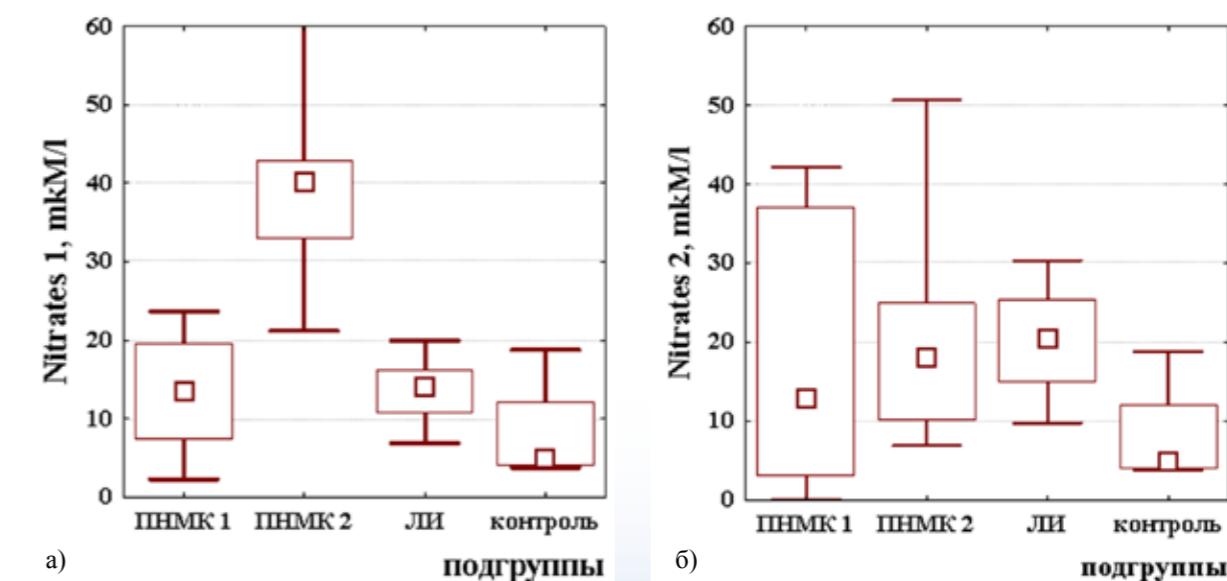 Nitrates 1, mkM/l
60
50
40
30
20
10
0
ПНМК 1 ПНМК 2 ЛИ контроль
а) подгруппы
Nitrates 2, mkM/l
60
50
40
30
20
10
0
ПНМК 1 ПНМК 2 ЛИ контроль
б) подгруппы